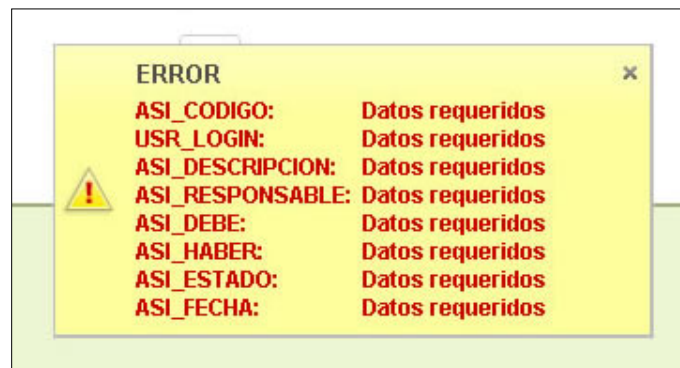 ERROR ×
ASI_CODIGO: Datos requeridos
USR_LOGIN: Datos requeridos
ASI_DESCRIPCION: Datos requeridos
ASI_RESPONSABLE: Datos requeridos
ASI_DEBE: Datos requeridos
ASI_HABER: Datos requeridos
ASI_ESTADO: Datos requeridos
ASI_FECHA: Datos requeridos